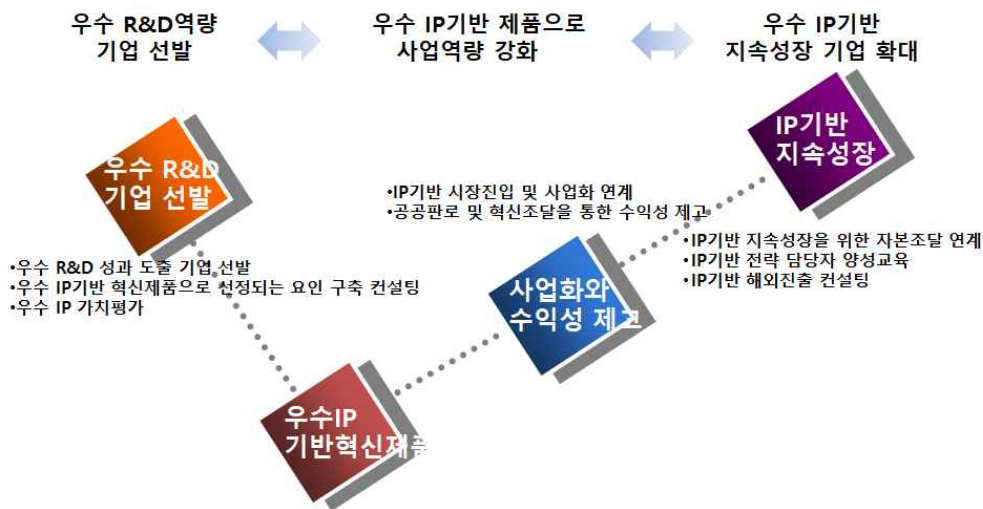 우수 R&D역량
기업 선발
우수 IP기반 제품으로
사업역량 강화
우수 IP기반
지속성장 기업 확대
우수 R&D
기업 선발
•우수 R&D 성과 도출 기업 선발
•우수 IP기반 혁신제품으로 선정되는 요인 구축 컨설팅
•우수 IP 가치평가
우수IP
기반혁신제품
•IP기반 시장진입 및 사업화 연계
•공공판로 및 혁신조달을 통한 수익성 제고
사업화와
수익성 제고
IP기반
지속성장
•IP기반 지속성장을 위한 자본조달 연계
•IP기반 전략 담당자 양성교육
•IP기반 해외진출 컨설팅